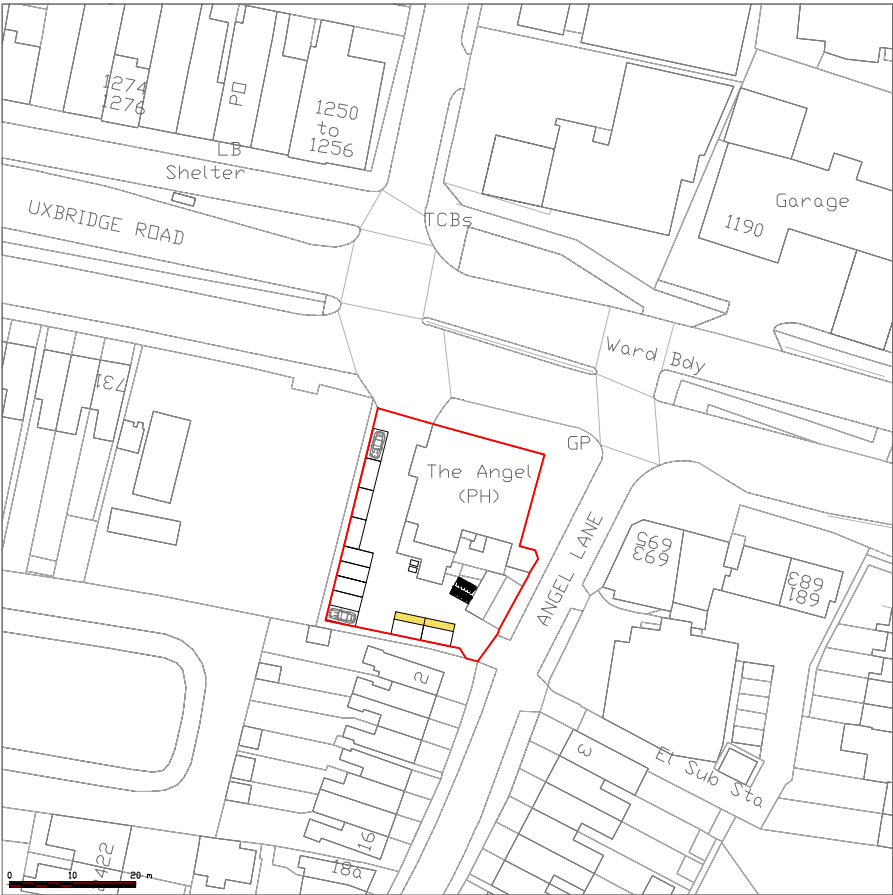 1274
1276
PO
1250
to
1256
LB
Shelter
UXBRIDGE ROAD
TCBs
Garage
1190
Ward Bdy
731
GP
The Angel
(PH)
ANGEL LANE
695
693
683
681
2
3
El Sub Sta
16
18a
422
0 10 20 m